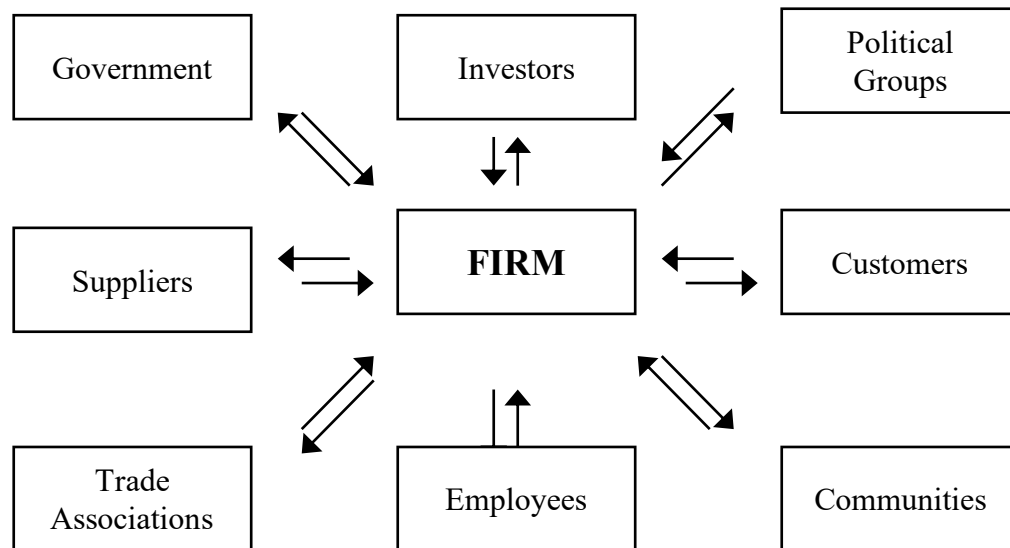 Government
Investors
Political
Groups
Suppliers
FIRM
Customers
Trade
Associations
Employees
Communities